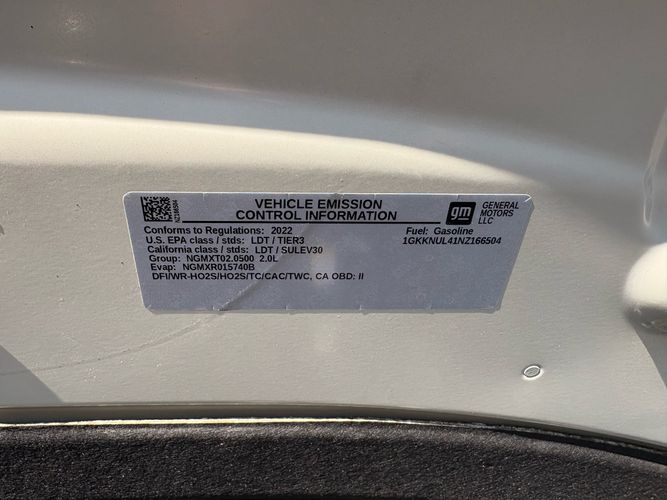 NZ166504
VEHICLE EMISSION
CONTROL INFORMATION
gm
GENERAL
MOTORS
LLC
Conforms to Regulations: 2022
Fuel: Gasoline
U.S. EPA class / stds: LDT / TIER3
1GKKNUL41NZ166504
California class / stds: LDT / SULEV30
Group: NGMXT02.0500 2.0L
Evap: NGMXR015740B
DFI/WR-HO2S/HO2S/TC/CAC/TWC, CA OBD: II